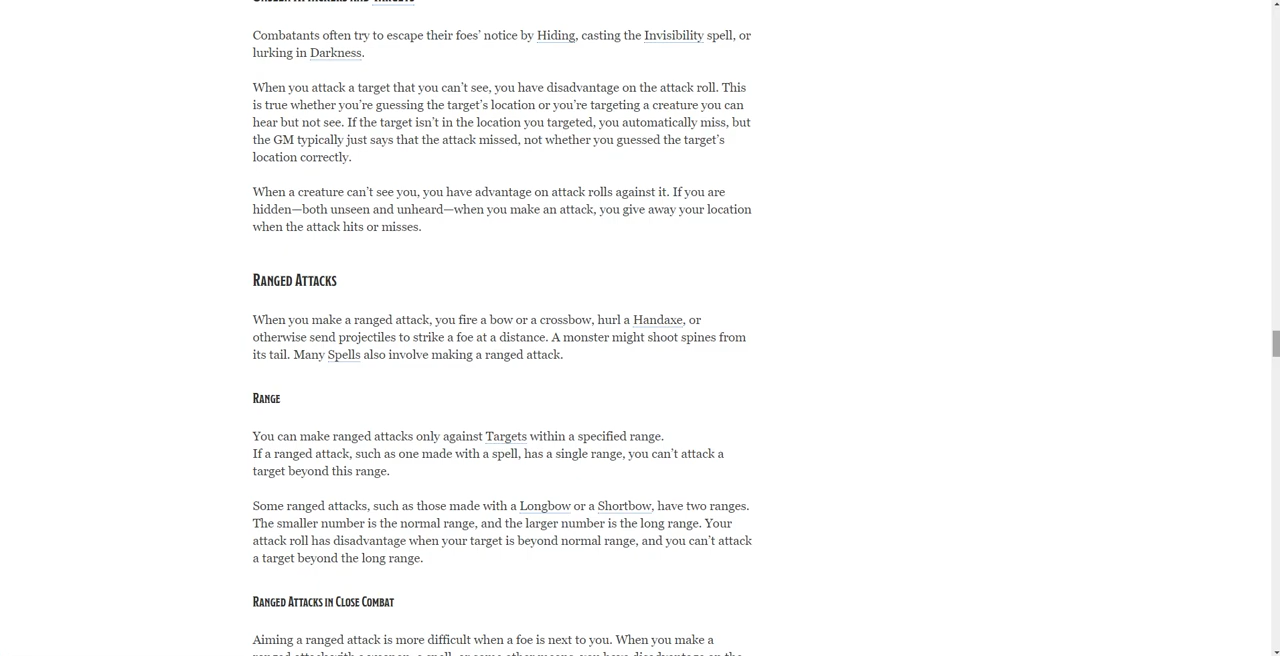 Combatants often try to escape their foes’ notice by Hiding, casting the Invisibility spell, or
lurking in Darkness.
When you attack a target that you can’t see, you have disadvantage on the attack roll. This
is true whether you’re guessing the target’s location or you’re targeting a creature you can
hear but not see. If the target isn’t in the location you targeted, you automatically miss, but
the GM typically just says that the attack missed, not whether you guessed the target’s
location correctly.
When a creature can’t see you, you have advantage on attack rolls against it. If you are
hidden—both unseen and unheard—when you make an attack, you give away your location
when the attack hits or misses.
Ranged Attacks
When you make a ranged attack, you fire a bow or a crossbow, hurl a Handaxe, or
otherwise send projectiles to strike a foe at a distance. A monster might shoot spines from
its tail. Many Spells also involve making a ranged attack.
Range
You can make ranged attacks only against Targets within a specified range.
If a ranged attack, such as one made with a spell, has a single range, you can’t attack a
target beyond this range.
Some ranged attacks, such as those made with a Longbow or a Shortbow, have two ranges.
The smaller number is the normal range, and the larger number is the long range. Your
attack roll has disadvantage when your target is beyond normal range, and you can’t attack
a target beyond the long range.
Ranged Attacks in Close Combat
Aiming a ranged attack is more difficult when a foe is next to you. When you make a